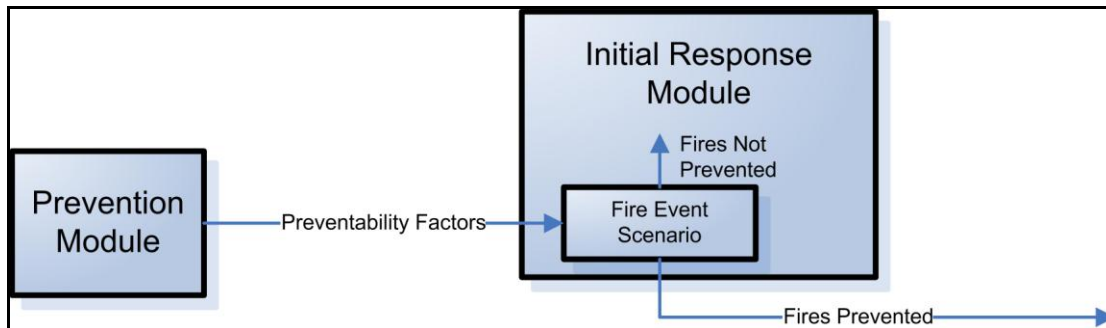 Initial Response
Module
Fires Not
Prevented
Prevention
Module
Preventability Factors
Fire Event
Scenario
Fires Prevented